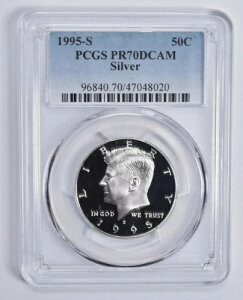 1995-S 50C
PCGS PR70DCAM
Silver
96840.70/47048020
LIBERTY
IN GOD WE TRUST
S
1995